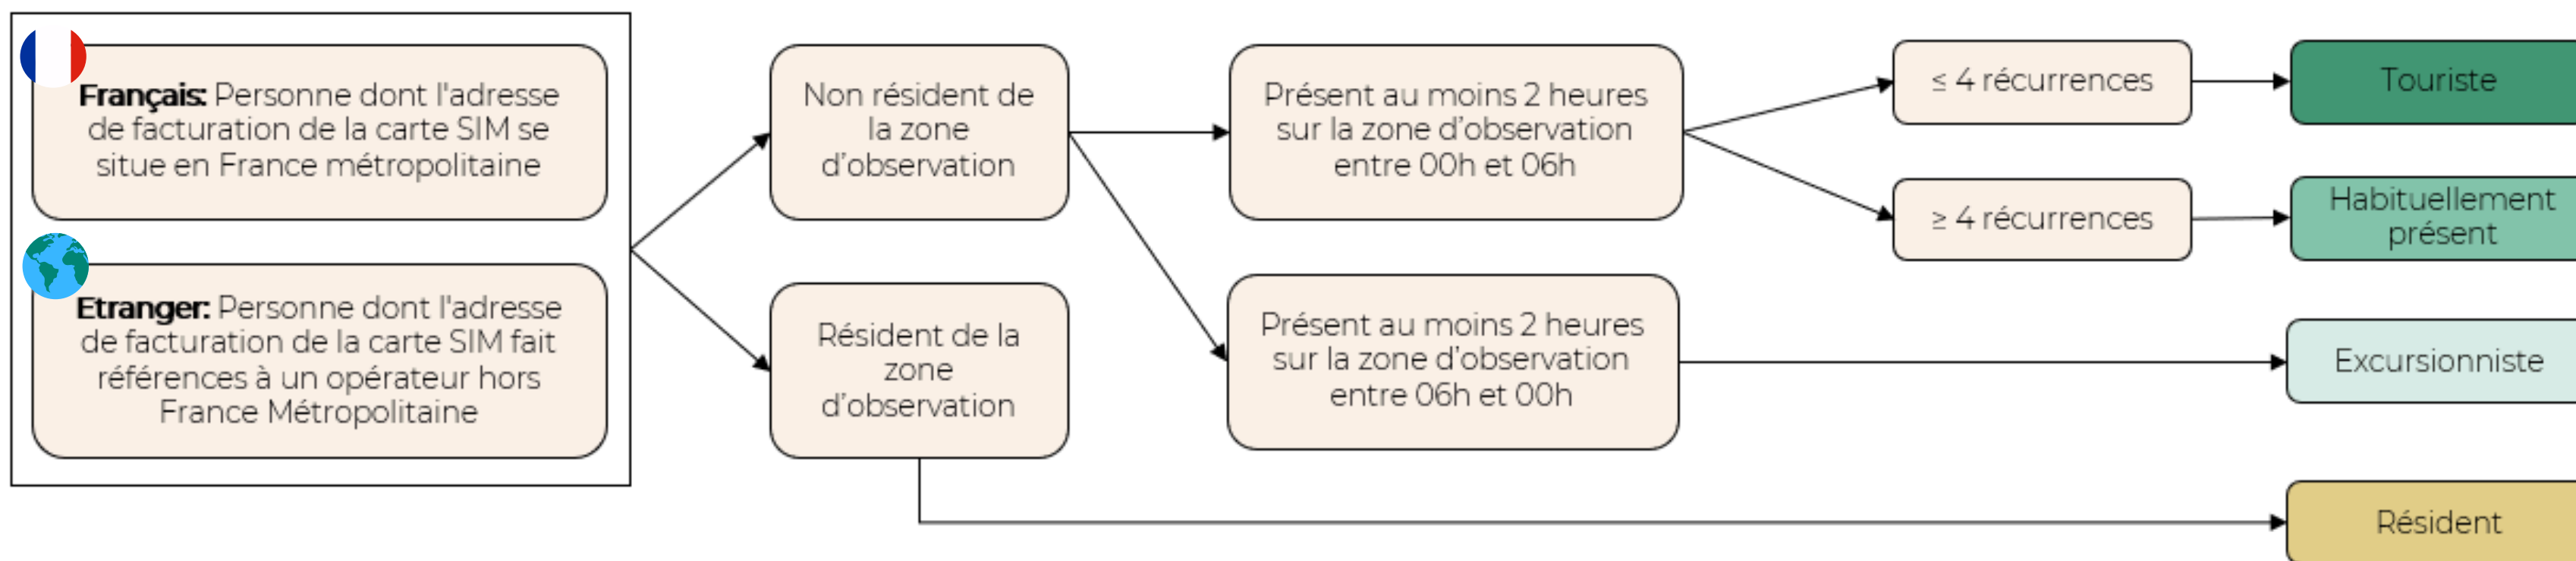 Français: Personne dont l'adresse
de facturation de la carte SIM se
situe en France métropolitaine
Etranger: Personne dont l'adresse
de facturation de la carte SIM fait
références à un opérateur hors
France Métropolitaine
Non résident de
la zone
d’observation
Résident de la
zone
d’observation
Présent au moins 2 heures
sur la zone d’observation
entre 00h et 06h
Présent au moins 2 heures
sur la zone d’observation
entre 06h et 00h
≤ 4 récurrences
≥ 4 récurrences
Touriste
Habituellement
présent
Excursionniste
Résident